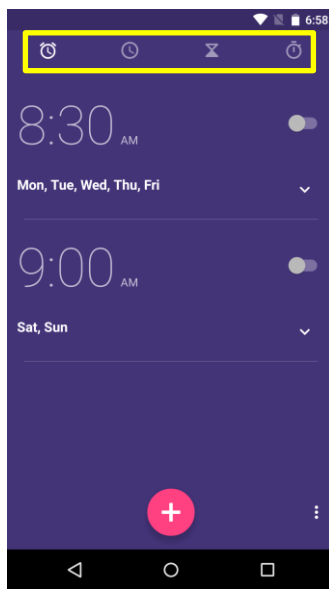 6:58
8:30 AM
Mon, Tue, Wed, Thu, Fri
9:00 AM
Sat, Sun